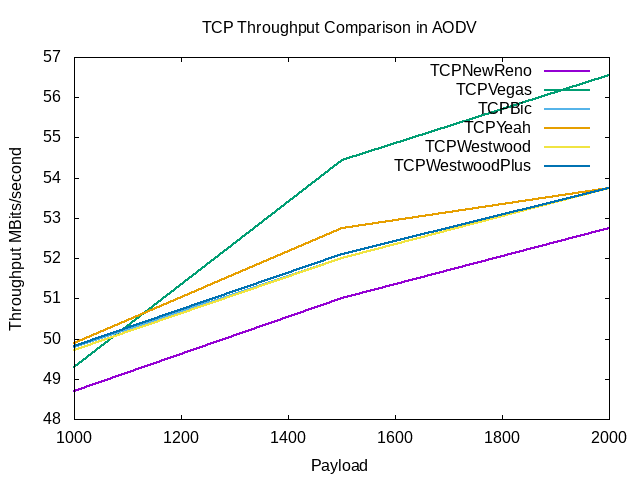 TCP Throughput Comparison in AODV
57
56
55
54
53
52
51
50
49
48
Throughput MBits/second
TCPNewReno
TCPVegas
TCPBic
TCPYeah
TCPWestwood
TCPWestwoodPlus
1000 1200 1400 1600 1800 2000
Payload